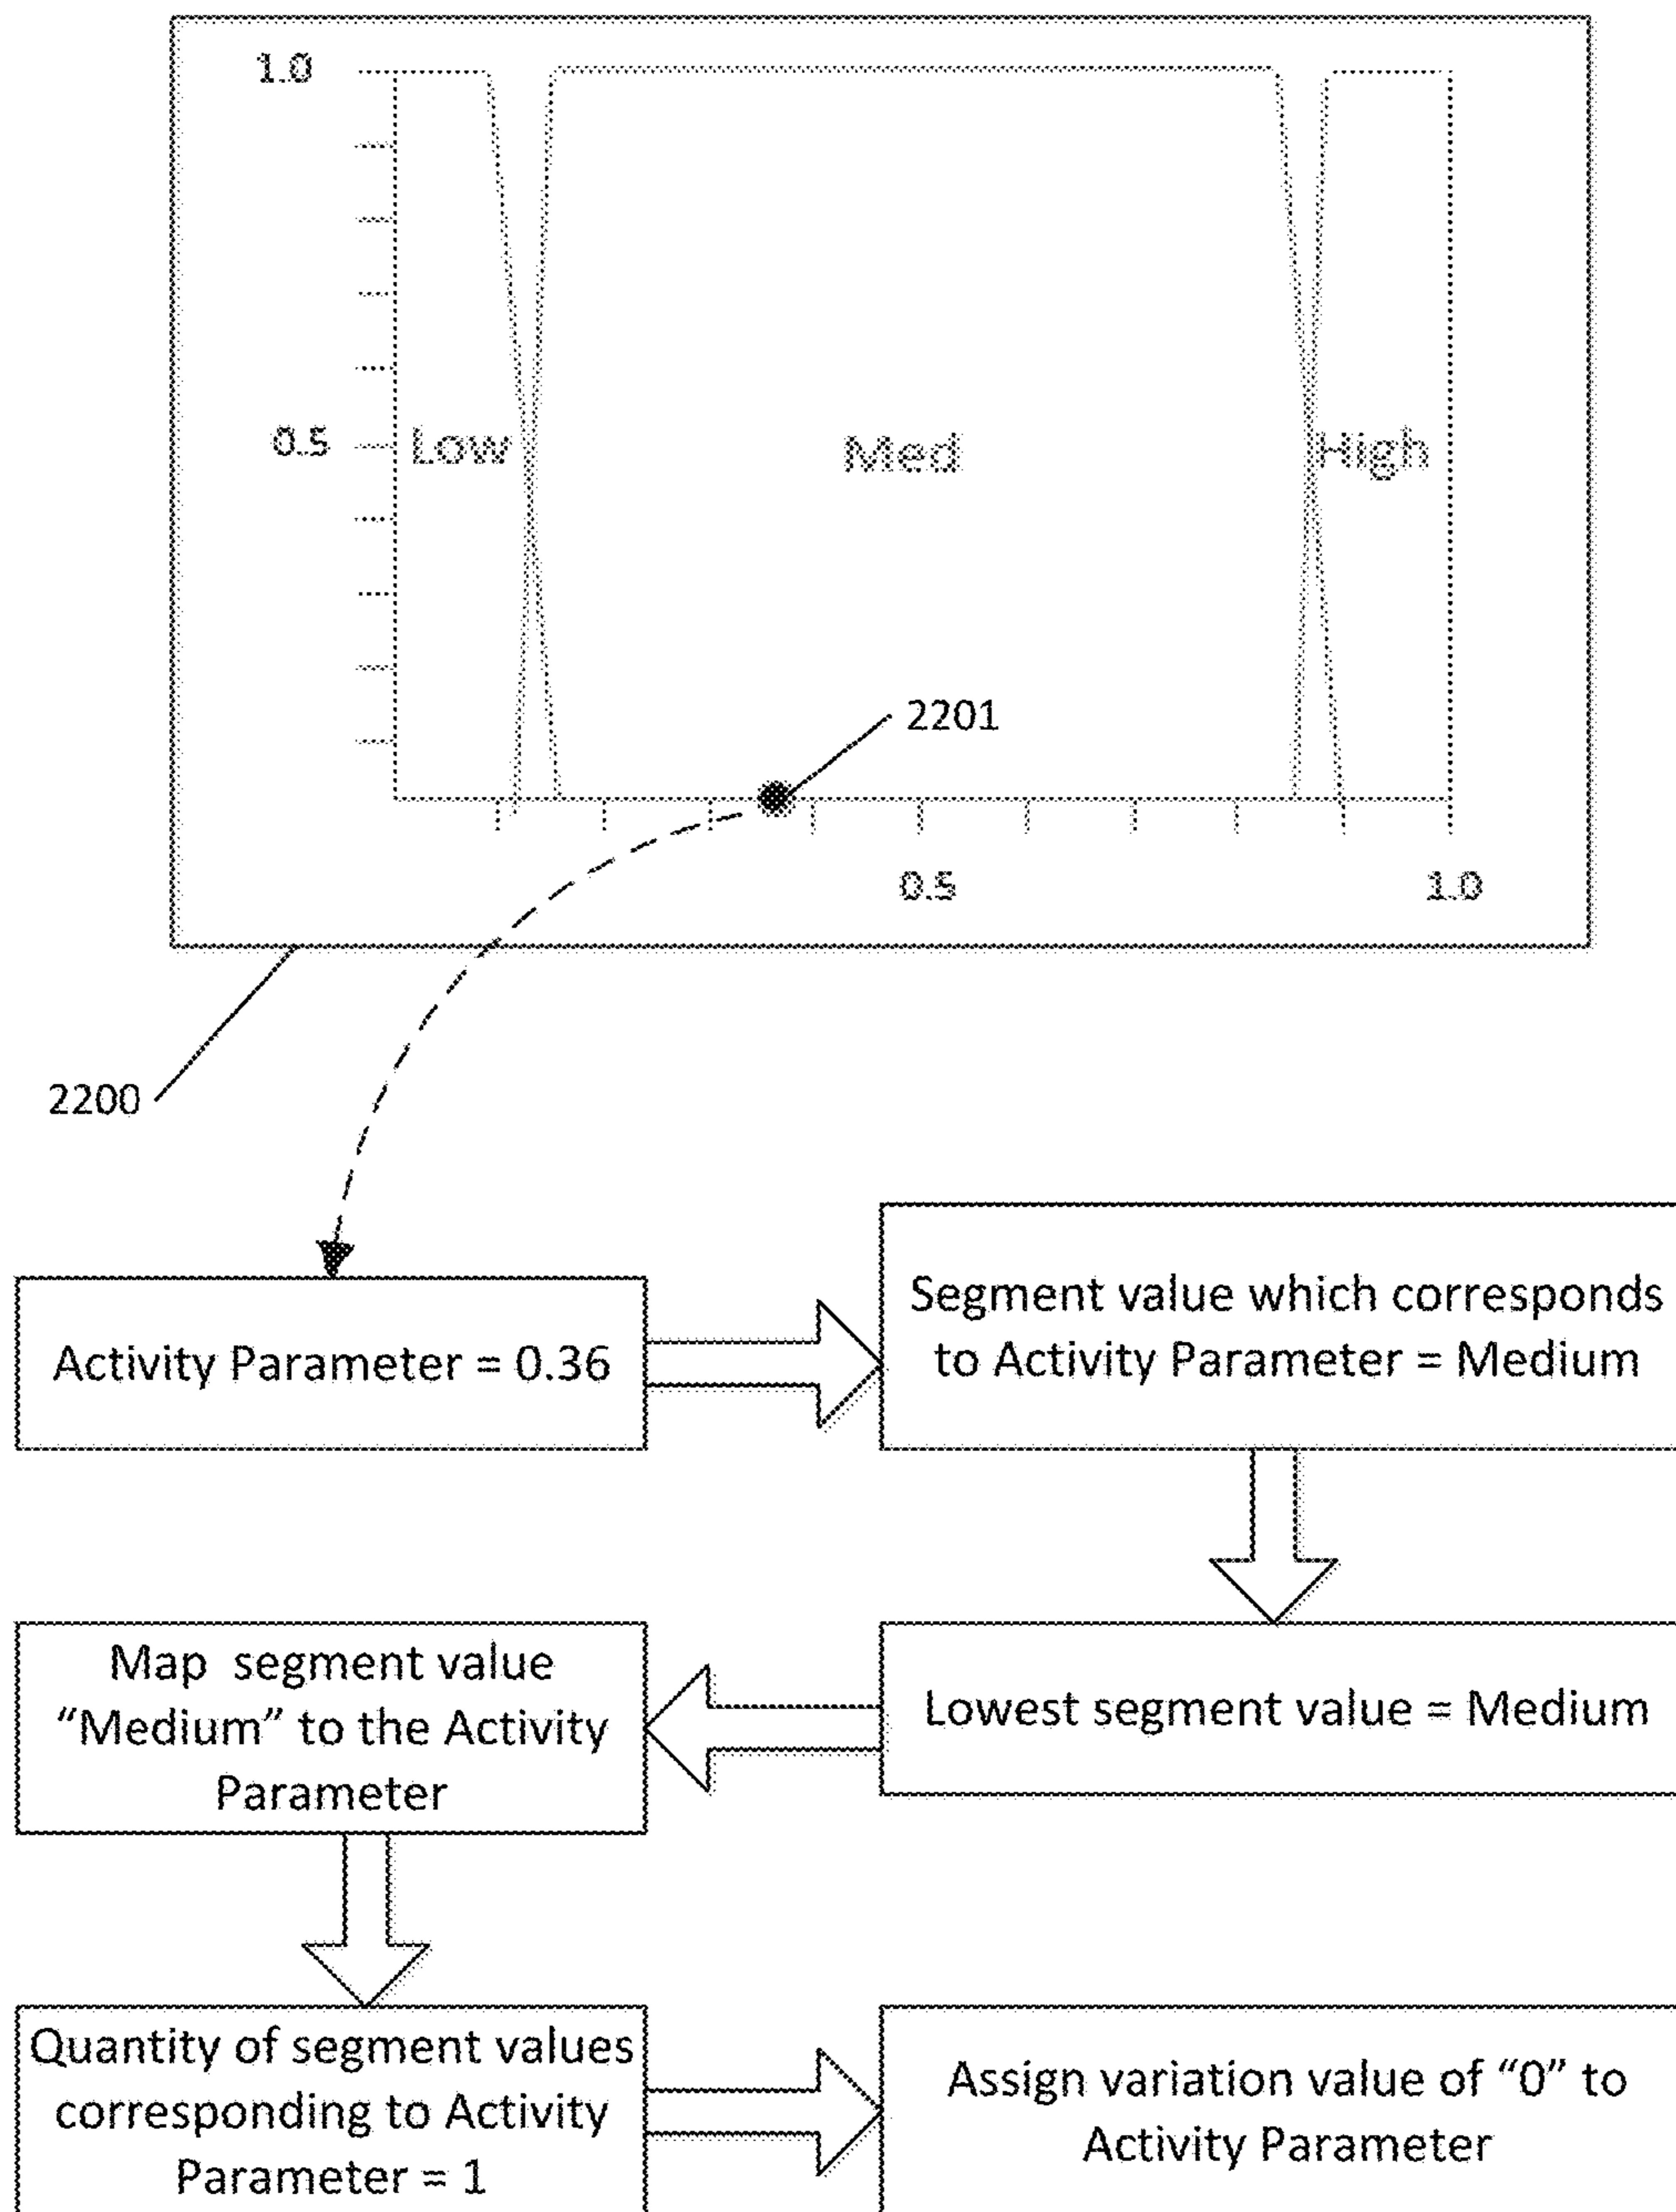 1.0
0.5
Low
Med
High
2201
0.5
1.0
2200
Activity Parameter = 0.36
Segment value which corresponds
to Activity Parameter = Medium
Lowest segment value = Medium
Map segment value
“Medium” to the Activity
Parameter
Quantity of segment values
corresponding to Activity
Parameter = 1
Assign variation value of “0” to
Activity Parameter